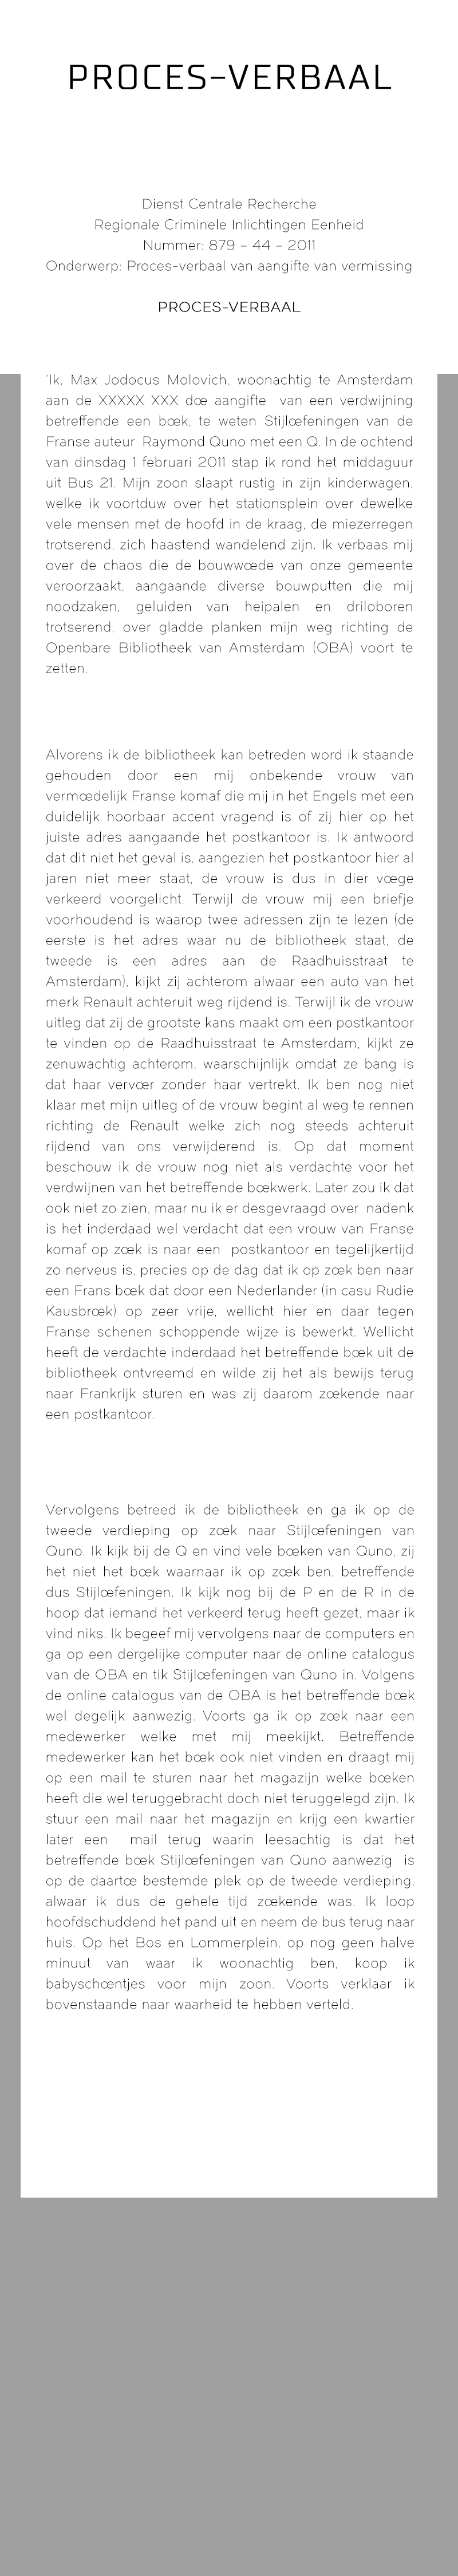 PROCES-VERBAAL
Dienst Centrale Recherche
Regionale Criminele Inlichtingen Eenheid
Nummer: 879 - 44 - 2011
Onderwerp: Proces-verbaal van aangifte van vermissing
PROCES-VERBAAL
'Ik, Max Jodocus Molovich, woonachtig te Amsterdam
aan de XXXXX XXX dœ aangifte van een verdwijning
betreffende een bœk, te weten Stijlœfeningen van de
Franse auteur Raymond Quno met een Q. In de ochtend
van dinsdag 1 februari 2011 stap ik rond het middaguur
uit Bus 21. Mijn zoon slaapt rustig in zijn kinderwagen,
welke ik voortduw over het stationsplein over dewelke
vele mensen met de hoofd in de kraag, de miezerregen
trotserend, zich haastend wandelend zijn. Ik verbaas mij
over de chaos die de bouwwœde van onze gemeente
veroorzaakt, aangaande diverse bouwputten die mij
noodzaken, geluiden van heipalen en driloboren
trotserend, over gladde planken mijn weg richting de
Openbare Bibliotheek van Amsterdam (OBA) voort te
zetten.
Alvorens ik de bibliotheek kan betreden word ik staande
gehouden door een mij onbekende vrouw van
vermœdelijk Franse komaf die mij in het Engels met een
duidelijk hoorbaar accent vragend is of zij hier op het
juiste adres aangaande het postkantoor is. Ik antwoord
dat dit niet het geval is, aangezien het postkantoor hier al
jaren niet meer staat, de vrouw is dus in dier vœge
verkeerd voorgelicht. Terwijl de vrouw mij een briefje
voorhoudend is waarop twee adressen zijn te lezen (de
eerste is het adres waar nu de bibliotheek staat, de
tweede is een adres aan de Raadhuisstraat te
Amsterdam), kijkt zij achterom alwaar een auto van het
merk Renault achteruit weg rijdend is. Terwijl ik de vrouw
uitleg dat zij de grootste kans maakt om een postkantoor
te vinden op de Raadhuisstraat te Amsterdam, kijkt ze
zenuwachtig achterom, waarschijnlijk omdat ze bang is
dat haar vervœr zonder haar vertrekt. Ik ben nog niet
klaar met mijn uitleg of de vrouw begint al weg te rennen
richting de Renault welke zich nog steeds achteruit
rijdend van ons verwijderend is. Op dat moment
beschouw ik de vrouw nog niet als verdachte voor het
verdwijnen van het betreffende bœkwerk. Later zou ik dat
ook niet zo zien, maar nu ik er desgevraagd over nadenk
is het inderdaad wel verdacht dat een vrouw van Franse
komaf op zœk is naar een postkantoor en tegelijkertijd
zo nerveus is, precies op de dag dat ik op zœk ben naar
een Frans bœk dat door een Nederlander (in casu Rudie
Kausbrœk) op zeer vrije, wellicht hier en daar tegen
Franse schenen schoppende wijze is bewerkt. Wellicht
heeft de verdachte inderdaad het betreffende bœk uit de
bibliotheek ontvreemd en wilde zij het als bewijs terug
naar Frankrijk sturen en was zij daarom zœkende naar
een postkantoor.
Vervolgens betreed ik de bibliotheek en ga ik op de
tweede verdieping op zœk naar Stijlœfeningen van
Quno. Ik kijk bij de Q en vind vele bœken van Quno, zij
het niet het bœk waarnaar ik op zœk ben, betreffende
dus Stijlœfeningen. Ik kijk nog bij de P en de R in de
hoop dat iemand het verkeerd terug heeft gezet, maar ik
vind niks. Ik begeef mij vervolgens naar de computers en
ga op een dergelijke computer naar de online catalogus
van de OBA en tik Stijlœfeningen van Quno in. Volgens
de online catalogus van de OBA is het betreffende bœk
wel degelijk aanwezig. Voorts ga ik op zœk naar een
medewerker welke met mij meekijkt. Betreffende
medewerker kan het bœk ook niet vinden en draagt mij
op een mail te sturen naar het magazijn welke bœken
heeft die wel teruggebracht doch niet teruggelegd zijn. Ik
stuur een mail naar het magazijn en krijg een kwartier
later een mail terug waarin leesachtig is dat het
betreffende bœk Stijlœfeningen van Quno aanwezig is
op de daartœ bestemde plek op de tweede verdieping,
alwaar ik dus de gehele tijd zœkende was. Ik loop
hoofdschuddend het pand uit en neem de bus terug naar
huis. Op het Bos en Lommerplein, op nog geen halve
minuut van waar ik woonachtig ben, koop ik
babyschœntjes voor mijn zoon. Voorts verklaar ik
bovenstaande naar waarheid te hebben verteld.